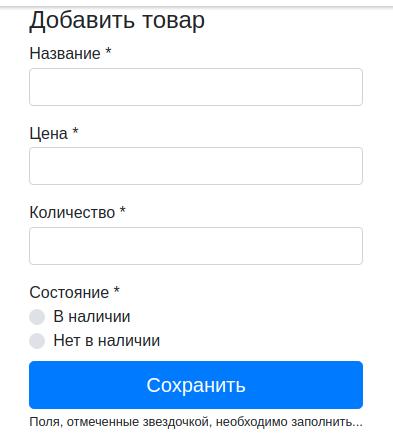 Добавить товар
Название *
Цена *
Количество *
Состояние *
В наличии
Нет в наличии
Сохранить
Поля, отмеченные звездочкой, необходимо заполнить...